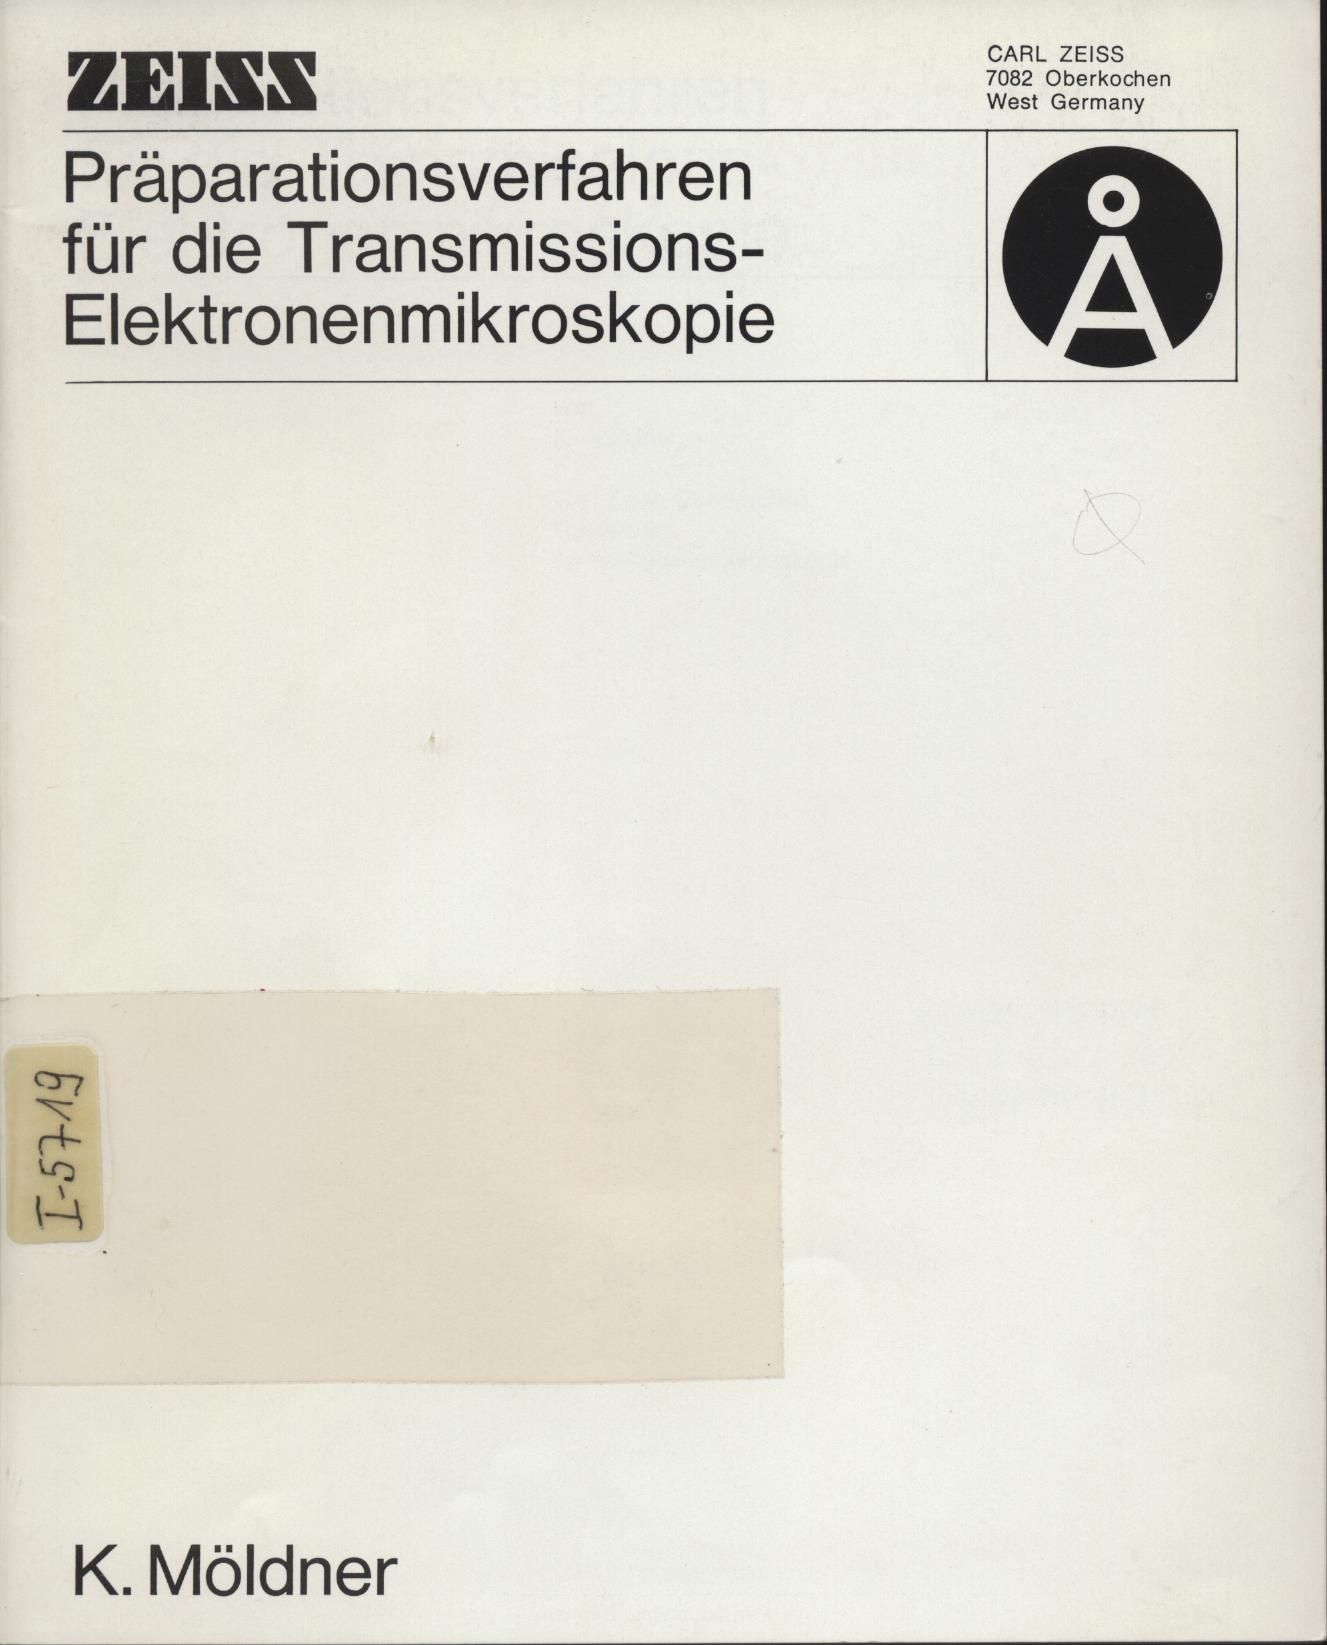 ZEISS
CARL ZEISS
7082 Oberkochen
West Germany
Präparationsverfahren
für die Transmissions-
Elektronenmikroskopie
Å
I-5719
K. Möldner